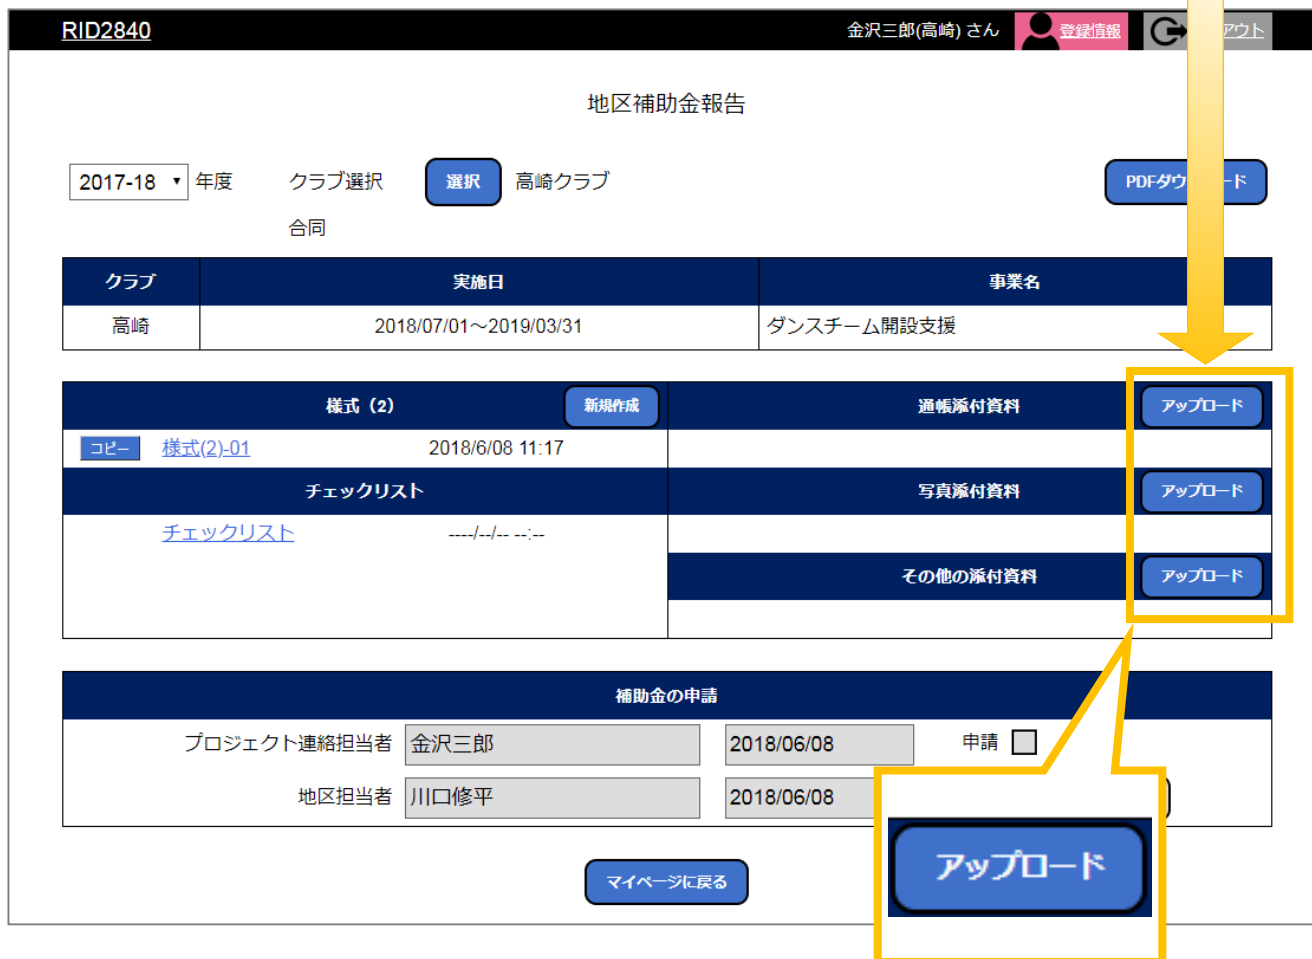 RID2840 金沢三郎(高崎) さん 登録情報 アウト
地区補助金報告
2017-18 年度 クラブ選択 選択 高崎クラブ PDFダウ ード
合同
クラブ 実施日 事業名
高崎 2018/07/01～2019/03/31 ダンスチーム開設支援
様式（2） 新規作成 通帳添付資料 アップロード
コピー 様式(2)-01 2018/6/08 11:17
チェックリスト 写真添付資料 アップロード
チェックリスト ----/--/-- --:--
その他の添付資料 アップロード
補助金の申請
プロジェクト連絡担当者 金沢三郎 2018/06/08 申請
地区担当者 川口修平 2018/06/08
アップロード
マイページに戻る